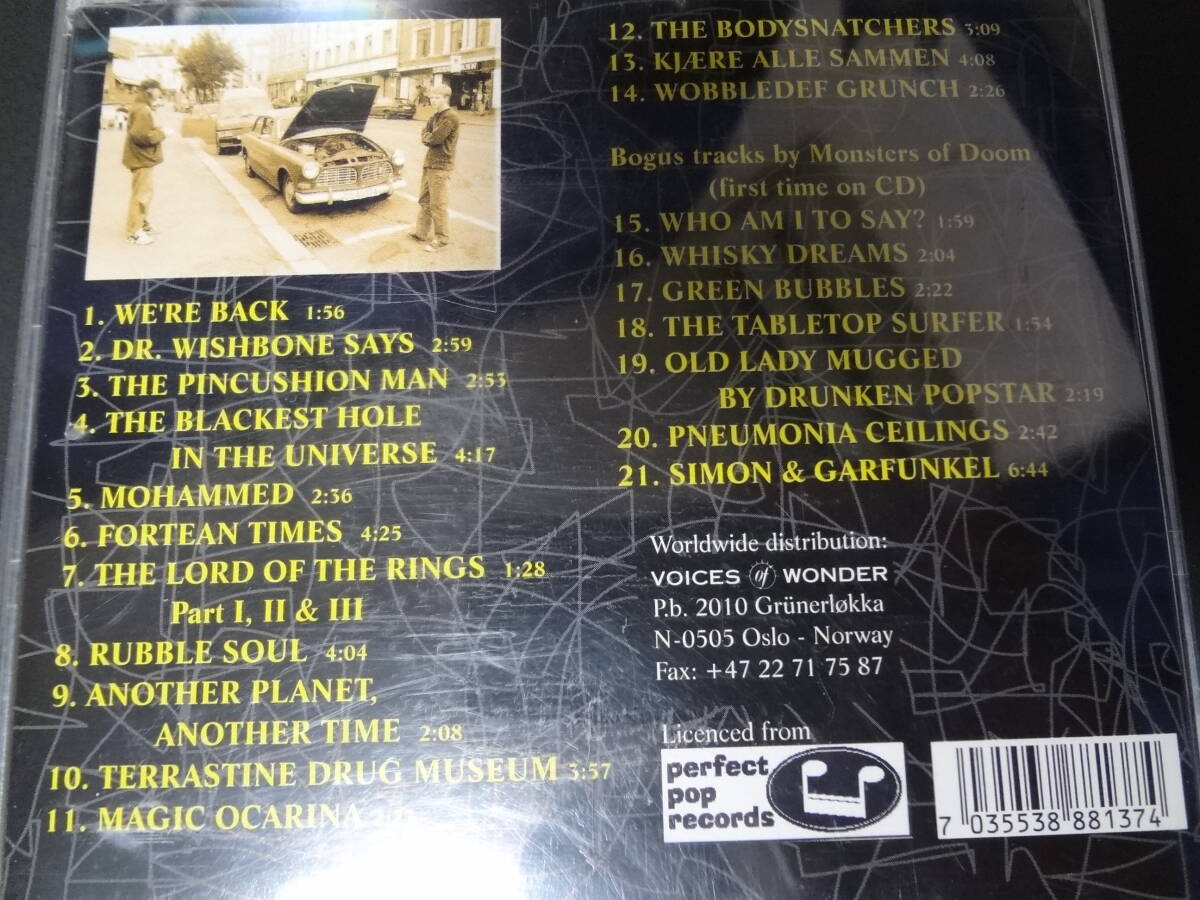 1. WE'RE BACK 1:56
2. DR. WISHBONE SAYS 2:59
3. THE PINCUSHION MAN 2:53
4. THE BLACKEST HOLE
IN THE UNIVERSE 4:17
5. MOHAMMED 2:36
6. FORTEAN TIMES 4:25
7. THE LORD OF THE RINGS 1:28
Part I, II & III
8. RUBBLE SOUL 4:04
9. ANOTHER PLANET,
ANOTHER TIME 2:08
10. TERRASTINE DRUG MUSEUM 3:57
11. MAGIC OCARINA
12. THE BODYSNATCHERS 3:09
13. KJÆRE ALLE SAMMEN 4:08
14. WOBBLEDEF GRUNCH 2:26
Bogus tracks by Monsters of Doom
(first time on CD)
15. WHO AM I TO SAY? 1:59
16. WHISKY DREAMS 2:04
17. GREEN BUBBLES 2:22
18. THE TABLETOP SURFER 1:54
19. OLD LADY MUGGED
BY DRUNKEN POPSTAR 2:19
20. PNEUMONIA CEILINGS 2:42
21. SIMON & GARFUNKEL 6:44
Worldwide distribution:
VOICES of WONDER
P.b. 2010 Grünerløkka
N-0505 Oslo - Norway
Fax: +47 22 71 75 87
Licenced from
perfect
pop
records
7 035538 881374